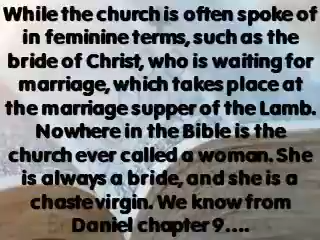 While the church is often spoke of
in feminine terms, such as the
bride of Christ, who is waiting for
marriage, which takes place at
the marriage supper of the Lamb.
Nowhere in the Bible is the
church ever called a woman. She
is always a bride, and she is a
chaste virgin. We know from
Daniel chapter 9....